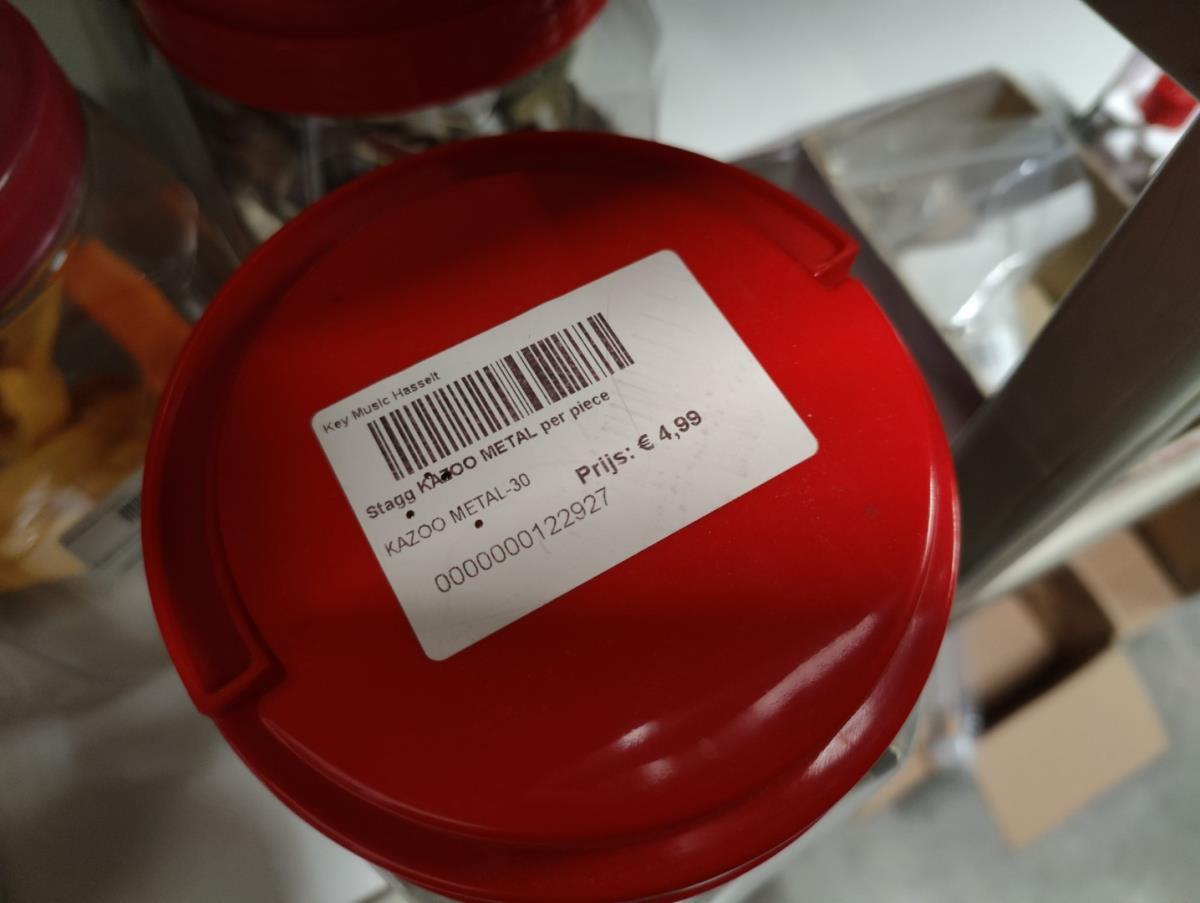 Key Music Hasselt
Stagg KAZOO METAL per piece
KAZOO METAL-30
Prijs: € 4,99
0000000122927